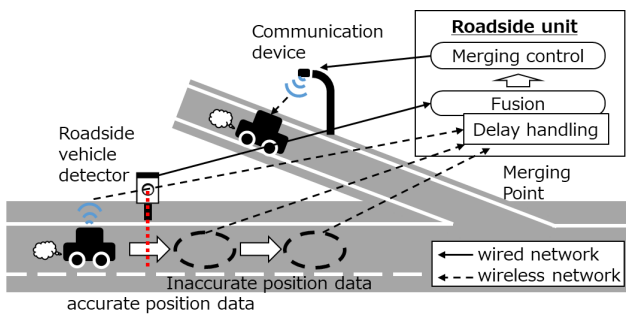 Communication
device
Roadside unit
Merging control
Fusion
Delay handling
Roadside
vehicle
detector
Merging
Point
Inaccurate position data
accurate position data
wired network
wireless network